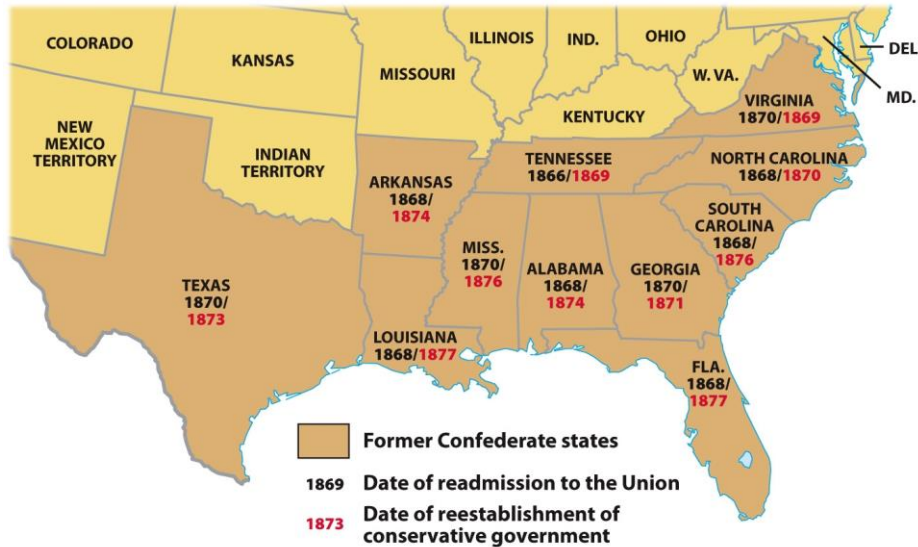 COLORADO
KANSAS
MISSOURI
ILLINOIS
IND.
OHIO
W. VA.
DEL
MD.
KENTUCKY
VIRGINIA
1870/1869
NEW
MEXICO
TERRITORY
INDIAN
TERRITORY
ARKANSAS
1868/
1874
TENNESSEE
1866/1869
NORTH CAROLINA
1868/1870
SOUTH
CAROLINA
1868/
1876
TEXAS
1870/
1873
MISS.
1870/
1876
ALABAMA
1868/
1874
GEORGIA
1870/
1871
LOUISIANA
1868/1877
FLA.
1868/
1877
Former Confederate states
1869 Date of readmission to the Union
1873 Date of reestablishment of
conservative government